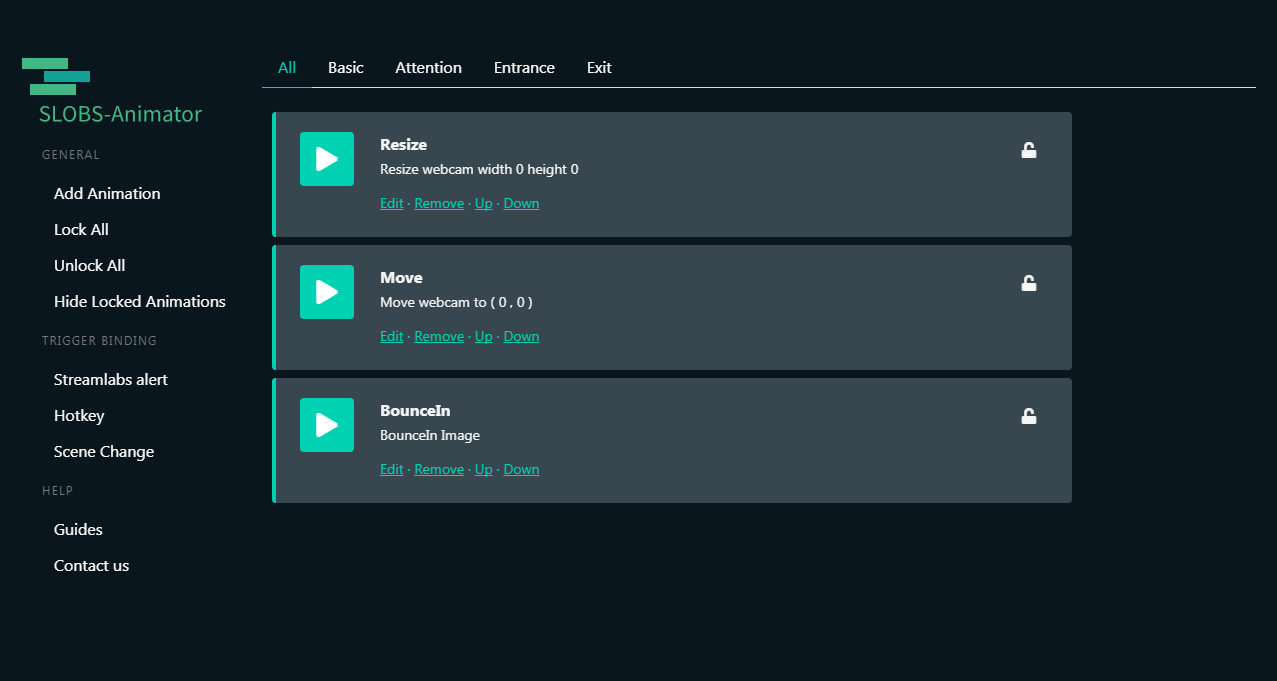 SLOBS-Animator
GENERAL
Add Animation
Lock All
Unlock All
Hide Locked Animations
TRIGGER BINDING
Streamlabs alert
Hotkey
Scene Change
HELP
Guides
Contact us
All Basic Attention Entrance Exit
Resize
Resize webcam width 0 height 0
Edit · Remove · Up · Down
Move
Move webcam to ( 0 , 0 )
Edit · Remove · Up · Down
BounceIn
BounceIn Image
Edit · Remove · Up · Down